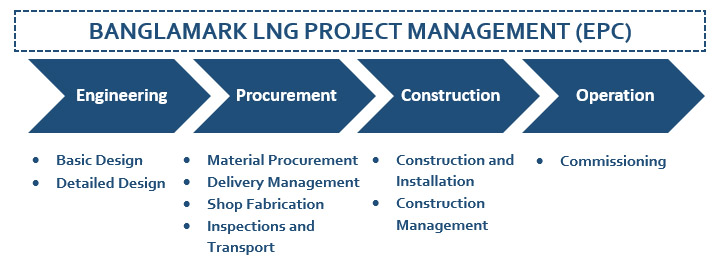 BANGLAMARK LNG PROJECT MANAGEMENT (EPC)
Engineering
Procurement
Construction
Operation
• Basic Design
• Detailed Design
• Material Procurement
• Delivery Management
• Shop Fabrication
• Inspections and
Transport
• Construction and
Installation
• Construction
Management
• Commissioning